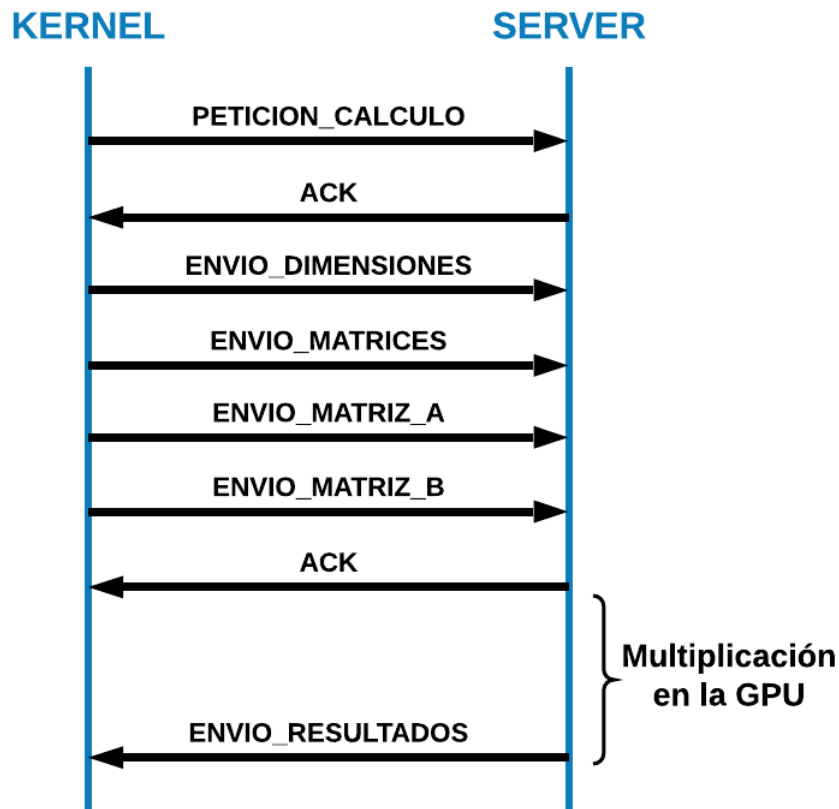 KERNEL
SERVER
PETICION_CALCULO
ACK
ENVIO_DIMENSIONES
ENVIO_MATRICES
ENVIO_MATRIZ_A
ENVIO_MATRIZ_B
ACK
Multiplicación
en la GPU
ENVIO_RESULTADOS